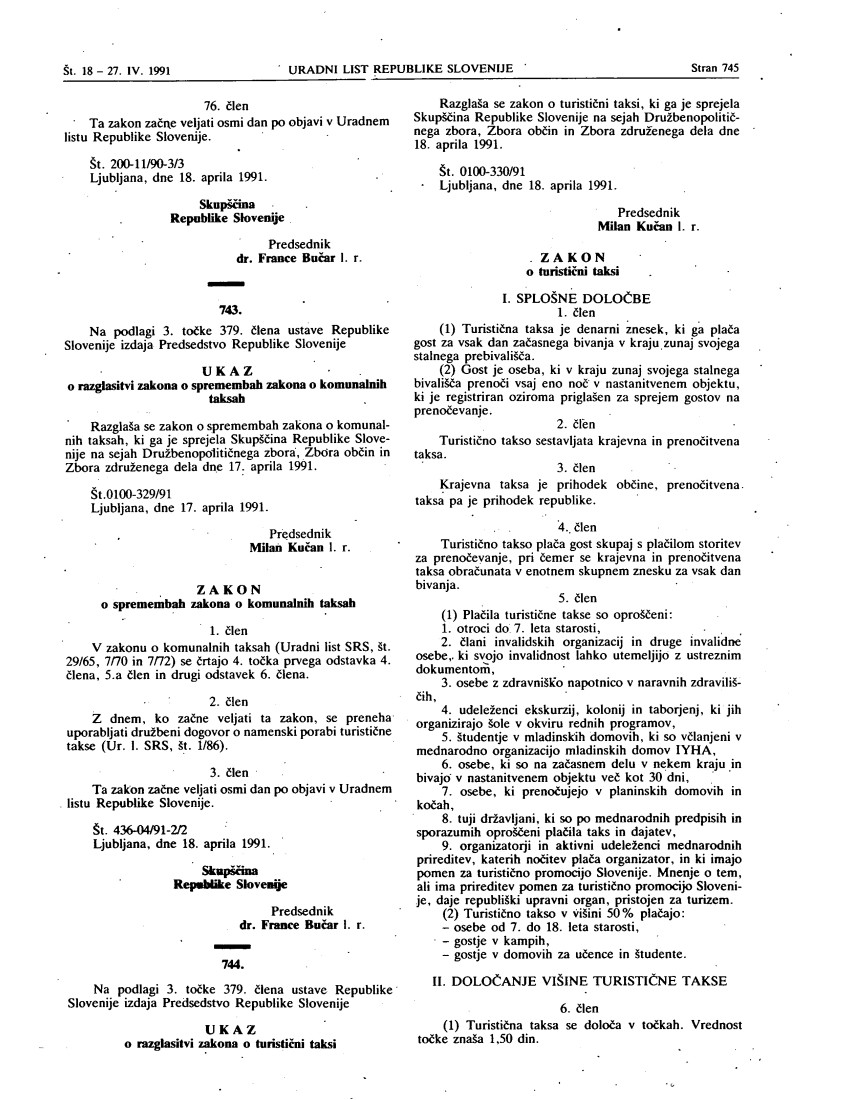 Št. 18 – 27. IV. 1991
URADNI LIST REPUBLIKE SLOVENIJE
Stran 745
76. člen
Ta zakon začne veljati osmi dan po objavi v Uradnem
listu Republike Slovenije.
Št. 200-11/90-3/3
Ljubljana, dne 18. aprila 1991.
Skupščina
Republike Slovenije
Predsednik
dr. France Bučar l. r.
743.
Na podlagi 3. točke 379. člena ustave Republike
Slovenije izdaja Predsedstvo Republike Slovenije
U K A Z
o razglasitvi zakona o spremembah zakona o komunalnih
taksah
Razglaša se zakon o spremembah zakona o komunal-
nih taksah, ki ga je sprejela Skupščina Republike Slove-
nije na sejah Družbenopolitičnega zbora, Zbora občin in
Zbora združenega dela dne 17. aprila 1991.
Št.0100-329/91
Ljubljana, dne 17. aprila 1991.
Predsednik
Milan Kučan l. r.
Z A K O N
o spremembah zakona o komunalnih taksah
1. člen
V zakonu o komunalnih taksah (Uradni list SRS, št.
29/65, 7/70 in 7/72) se črtajo 4. točka prvega odstavka 4.
člena, 5.a člen in drugi odstavek 6. člena.
2. člen
Z dnem, ko začne veljati ta zakon, se preneha
uporabljati družbeni dogovor o namenski porabi turistične
takse (Ur. l. SRS, št. 1/86).
3. člen
Ta zakon začne veljati osmi dan po objavi v Uradnem
listu Republike Slovenije.
Št. 436-04/91-2/2
Ljubljana, dne 18. aprila 1991.
Skupščina
Republike Slovenije
Predsednik
dr. France Bučar l. r.
744.
Na podlagi 3. točke 379. člena ustave Republike
Slovenije izdaja Predsedstvo Republike Slovenije
U K A Z
o razglasitvi zakona o turistični taksi
Razglaša se zakon o turistični taksi, ki ga je sprejela
Skupščina Republike Slovenije na sejah Družbenopolitič-
nega zbora, Zbora občin in Zbora združenega dela dne
18. aprila 1991.
Št. 0100-330/91
Ljubljana, dne 18. aprila 1991.
Predsednik
Milan Kučan l. r.
Z A K O N
o turistični taksi
I. SPLOŠNE DOLOČBE
1. člen
(1) Turistična taksa je denarni znesek, ki ga plača
gost za vsak dan začasnega bivanja v kraju zunaj svojega
stalnega prebivališča.
(2) Gost je oseba, ki v kraju zunaj svojega stalnega
bivališča prenoči vsaj eno noč v nastanitvenem objektu,
ki je registriran oziroma priglašen za sprejem gostov na
prenočevanje.
2. člen
Turistično takso sestavljata krajevna in prenočitvena
taksa.
3. člen
Krajevna taksa je prihodek občine, prenočitvena
taksa pa je prihodek republike.
4. člen
Turistično takso plača gost skupaj s plačilom storitev
za prenočevanje, pri čemer se krajevna in prenočitvena
taksa obračunata v enotnem skupnem znesku za vsak dan
bivanja.
5. člen
(1) Plačila turistične takse so oproščeni:
1. otroci do 7. leta starosti,
2. člani invalidskih organizacij in druge invalidne
osebe, ki svojo invalidnost lahko utemeljijo z ustreznim
dokumentom,
3. osebe z zdravniško napotnico v naravnih zdravilиš-
čih,
4. udeleženci ekskurzij, kolonij in taborjenj, ki jih
organizirajo šole v okviru rednih programov,
5. študentje v mladinskih domovih, ki so včlanjeni v
mednarodno organizacijo mladinskih domov IYHA,
6. osebe, ki so na začasnem delu v nekem kraju in
bivajo v nastanitvenem objektu več kot 30 dni,
7. osebe, ki prenočujejo v planinskih domovih in
kočah,
8. tuji državljani, ki so po mednarodnih predpisih in
sporazumih oproščeni plačila taks in dajatev,
9. organizatorji in aktivni udeleženci mednarodnih
prireditev, katerih nočitev plača organizator, in ki imajo
pomen za turistično promocijo Slovenije. Mnenje o tem,
ali ima prireditev pomen za turistično promocijo Sloveni-
je, daje republiški upravni organ, pristojen za turizem.
(2) Turistično takso v višini 50% plačajo:
– osebe od 7. do 18. leta starosti,
– gostje v kampih,
– gostje v domovih za učence in študente.
II. DOLOČANJE VIŠINE TURISTIČNE TAKSE
6. člen
(1) Turistična taksa se določa v točkah. Vrednost
točke znaša 1,50 din.